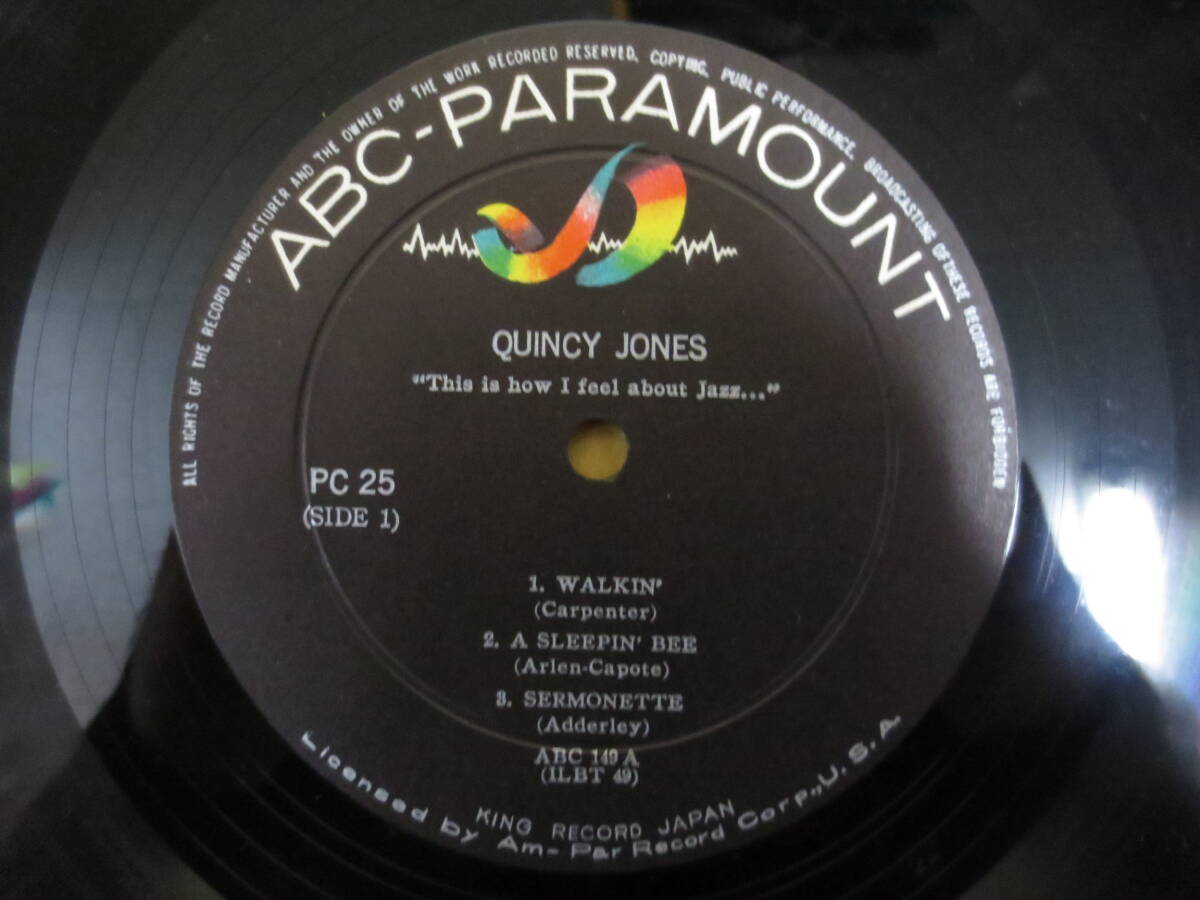 ALL RIGHTS OF THE RECORD MANUFACTURER AND THE OWNER OF THE WORK RECORDED RESERVED. COPYING, PUBLIC PERFORMANCE, BROADCASTING OF THESE RECORDS ARE FORBIDDEN
ABC-PARAMOUNT
QUINCY JONES
"This is how I feel about Jazz..."
PC 25
(SIDE 1)
1. WALKIN'
(Carpenter)
2. A SLEEPIN' BEE
(Arlen-Capote)
3. SERMONETTE
(Adderley)
ABC 149 A
(ILBT 49)
KING RECORD JAPAN
Licensed by Am-Par Record Corp., U.S.A.